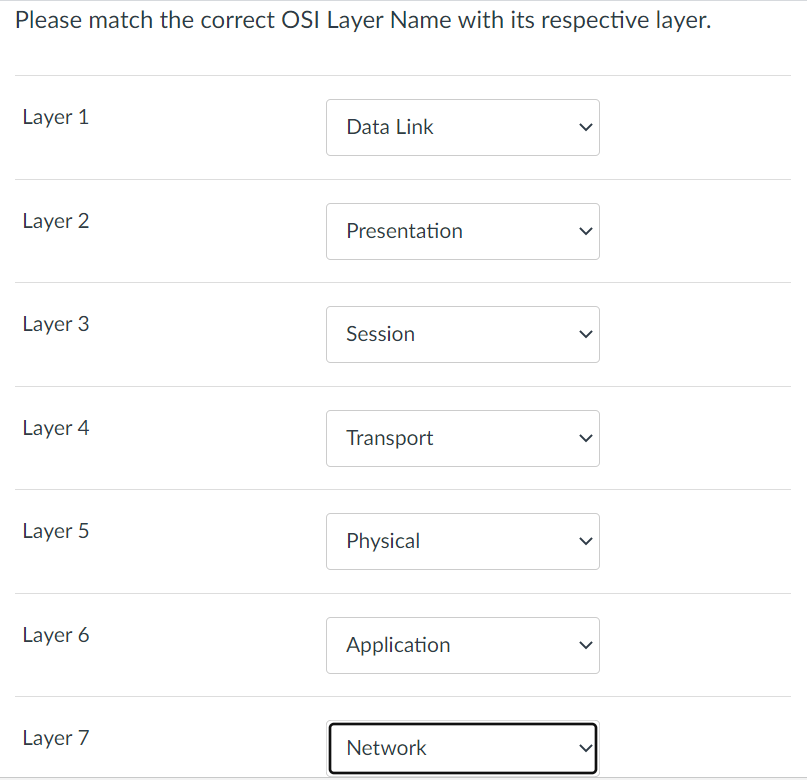 Please match the correct OSI Layer Name with its respective layer.
Layer 1
Data Link
Layer 2
Presentation
Layer 3
Session
Layer 4
Transport
Layer 5
Physical
Layer 6
Application
Layer 7
Network